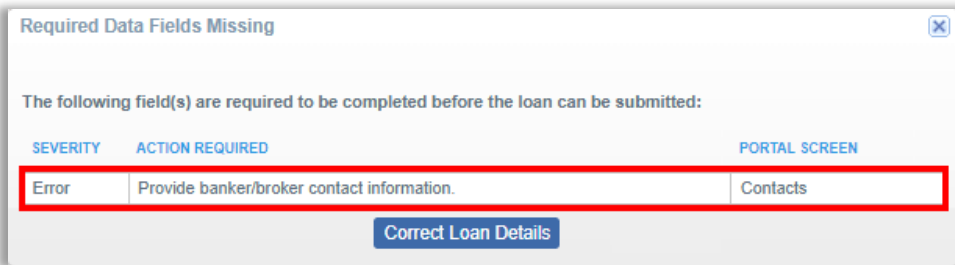 Required Data Fields Missing
The following field(s) are required to be completed before the loan can be submitted:
SEVERITY ACTION REQUIRED PORTAL SCREEN
Error Provide banker/broker contact information. Contacts
Correct Loan Details